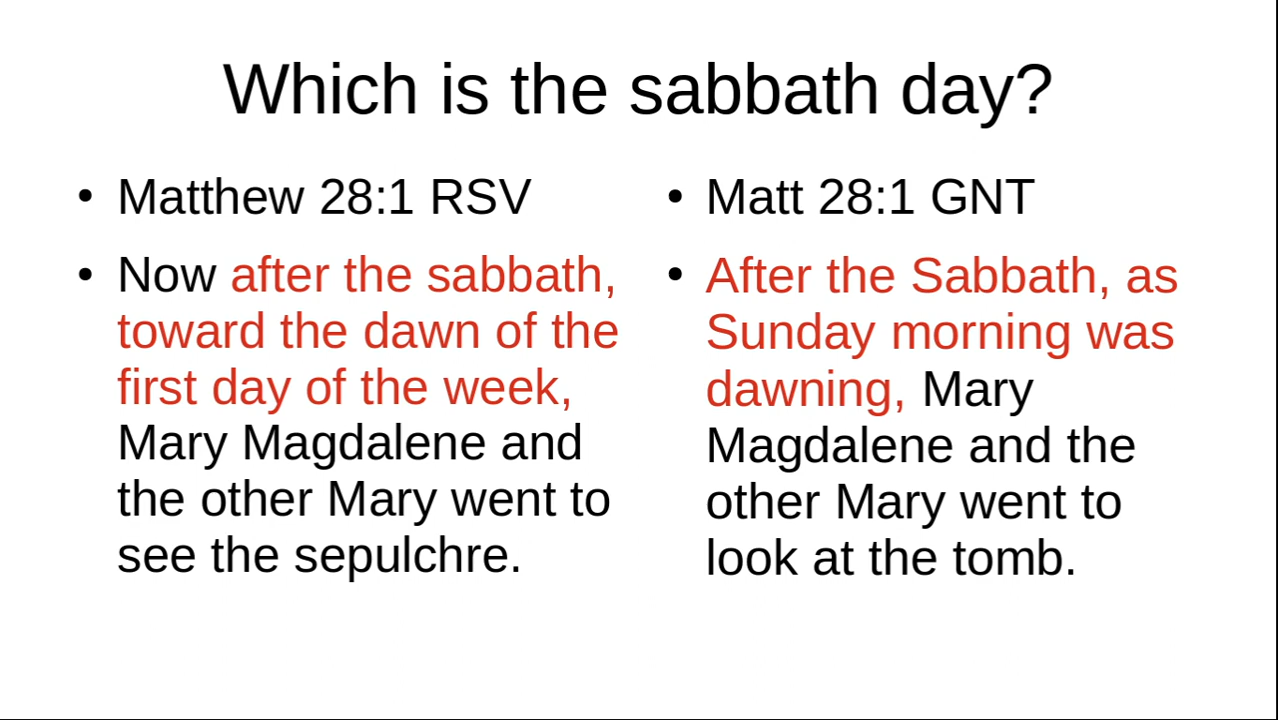 Which is the sabbath day?
• Matthew 28:1 RSV
• Now after the sabbath,
toward the dawn of the
first day of the week,
Mary Magdalene and
the other Mary went to
see the sepulchre.
• Matt 28:1 GNT
• After the Sabbath, as
Sunday morning was
dawning, Mary
Magdalene and the
other Mary went to
look at the tomb.